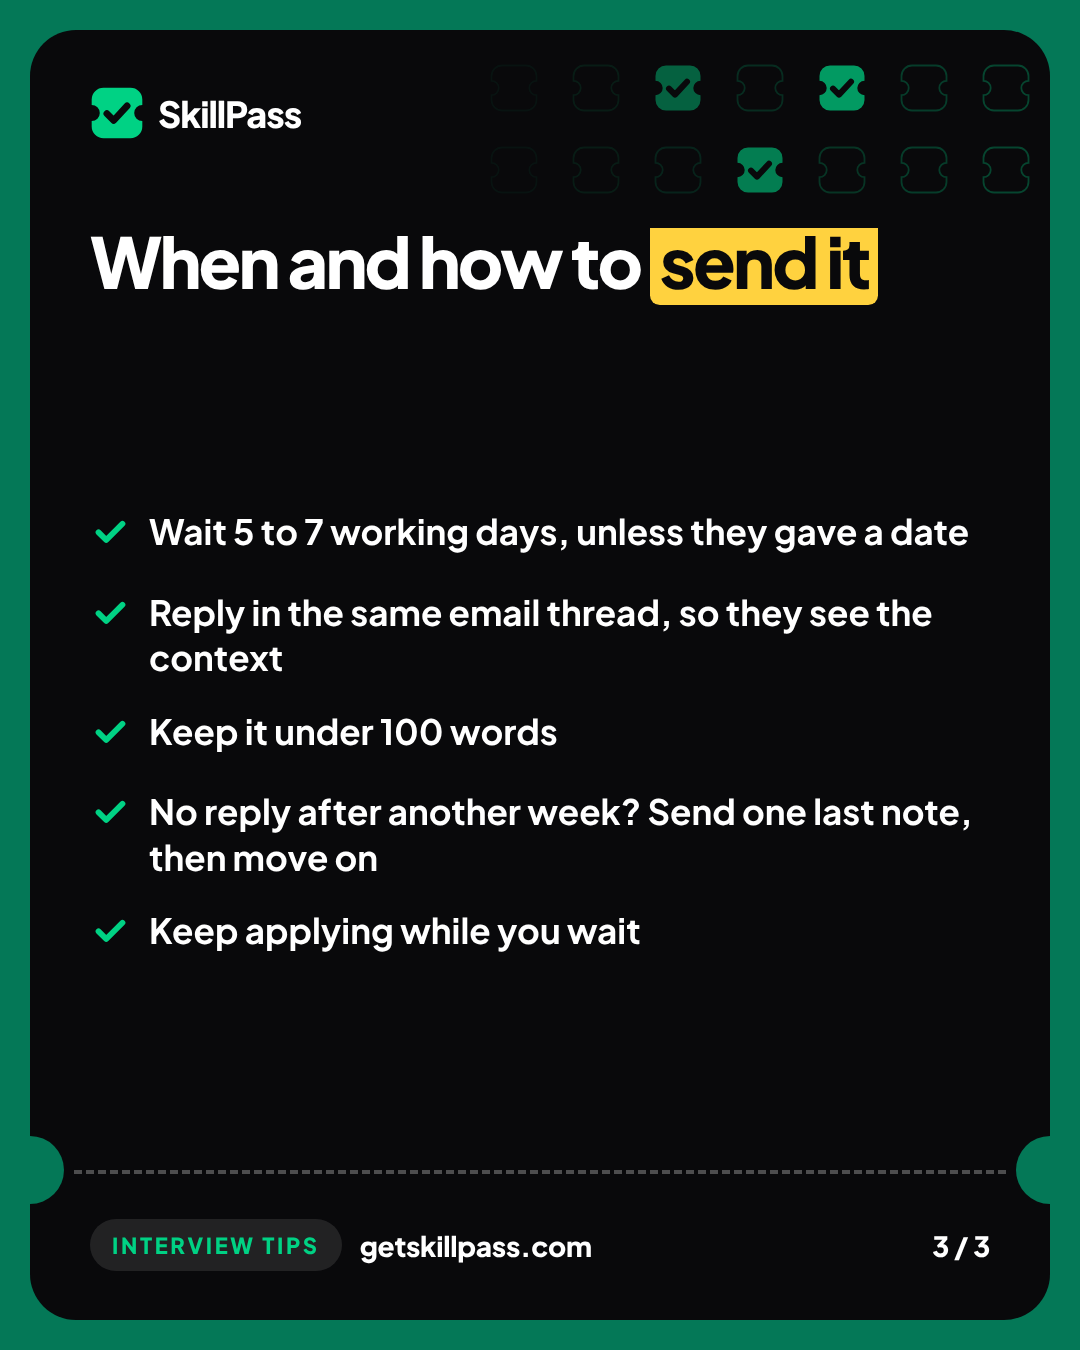 SkillPass
When and how to send it
Wait 5 to 7 working days, unless they gave a date
Reply in the same email thread, so they see the
context
Keep it under 100 words
No reply after another week? Send one last note,
then move on
Keep applying while you wait
INTERVIEW TIPS getskillpass.com 3 / 3